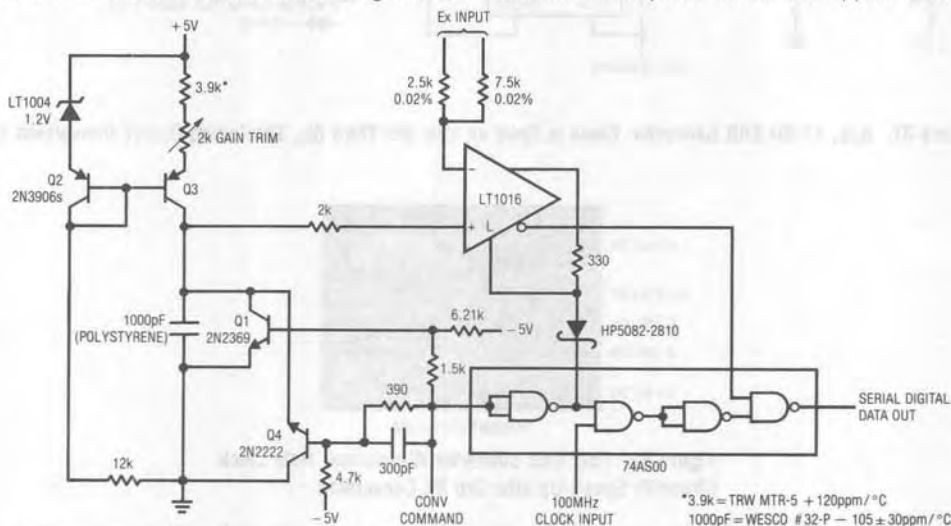 Ex INPUT
+5V
3.9k*
2.5k
0.02%
7.5k
0.02%
LT1004
1.2V
2k GAIN TRIM
Q2
2N3906s
Q3
LT1016
2k
+ L
330
1000pF
(POLYSTYRENE)
Q1
2N2369
6.21k
-5V
HP5082-2810
1.5k
390
SERIAL DIGITAL
DATA OUT
Q4
2N2222
300pF
74AS00
12k
4.7k
-5V
CONV
COMMAND
100MHz
CLOCK INPUT
*3.9k = TRW MTR-5 +120ppm/°C
1000pF = WESCO #32-P - 105 ± 30ppm/°C